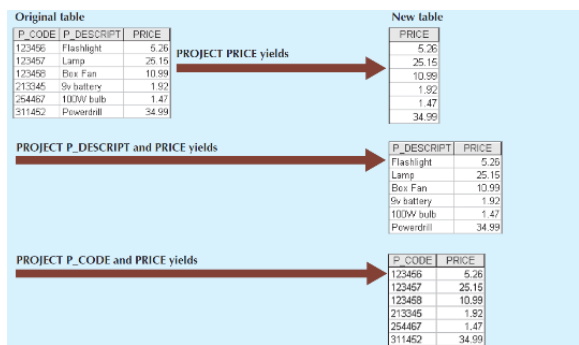 Original table
New table
P_CODE P_DESCRIPT PRICE
123456 Flashlight 5.26
123457 Lamp 25.15
123458 Box Fan 10.99
213345 9v battery 1.92
254467 100W bulb 1.47
311452 Powerdrill 34.99
PROJECT PRICE yields
PRICE
5.26
25.15
10.99
1.92
1.47
34.99
PROJECT P_DESCRIPT and PRICE yields
P_DESCRIPT PRICE
Flashlight 5.26
Lamp 25.15
Box Fan 10.99
9v battery 1.92
100W bulb 1.47
Powerdrill 34.99
PROJECT P_CODE and PRICE yields
P_CODE PRICE
123456 5.26
123457 25.15
123458 10.99
213345 1.92
254467 1.47
311452 34.99